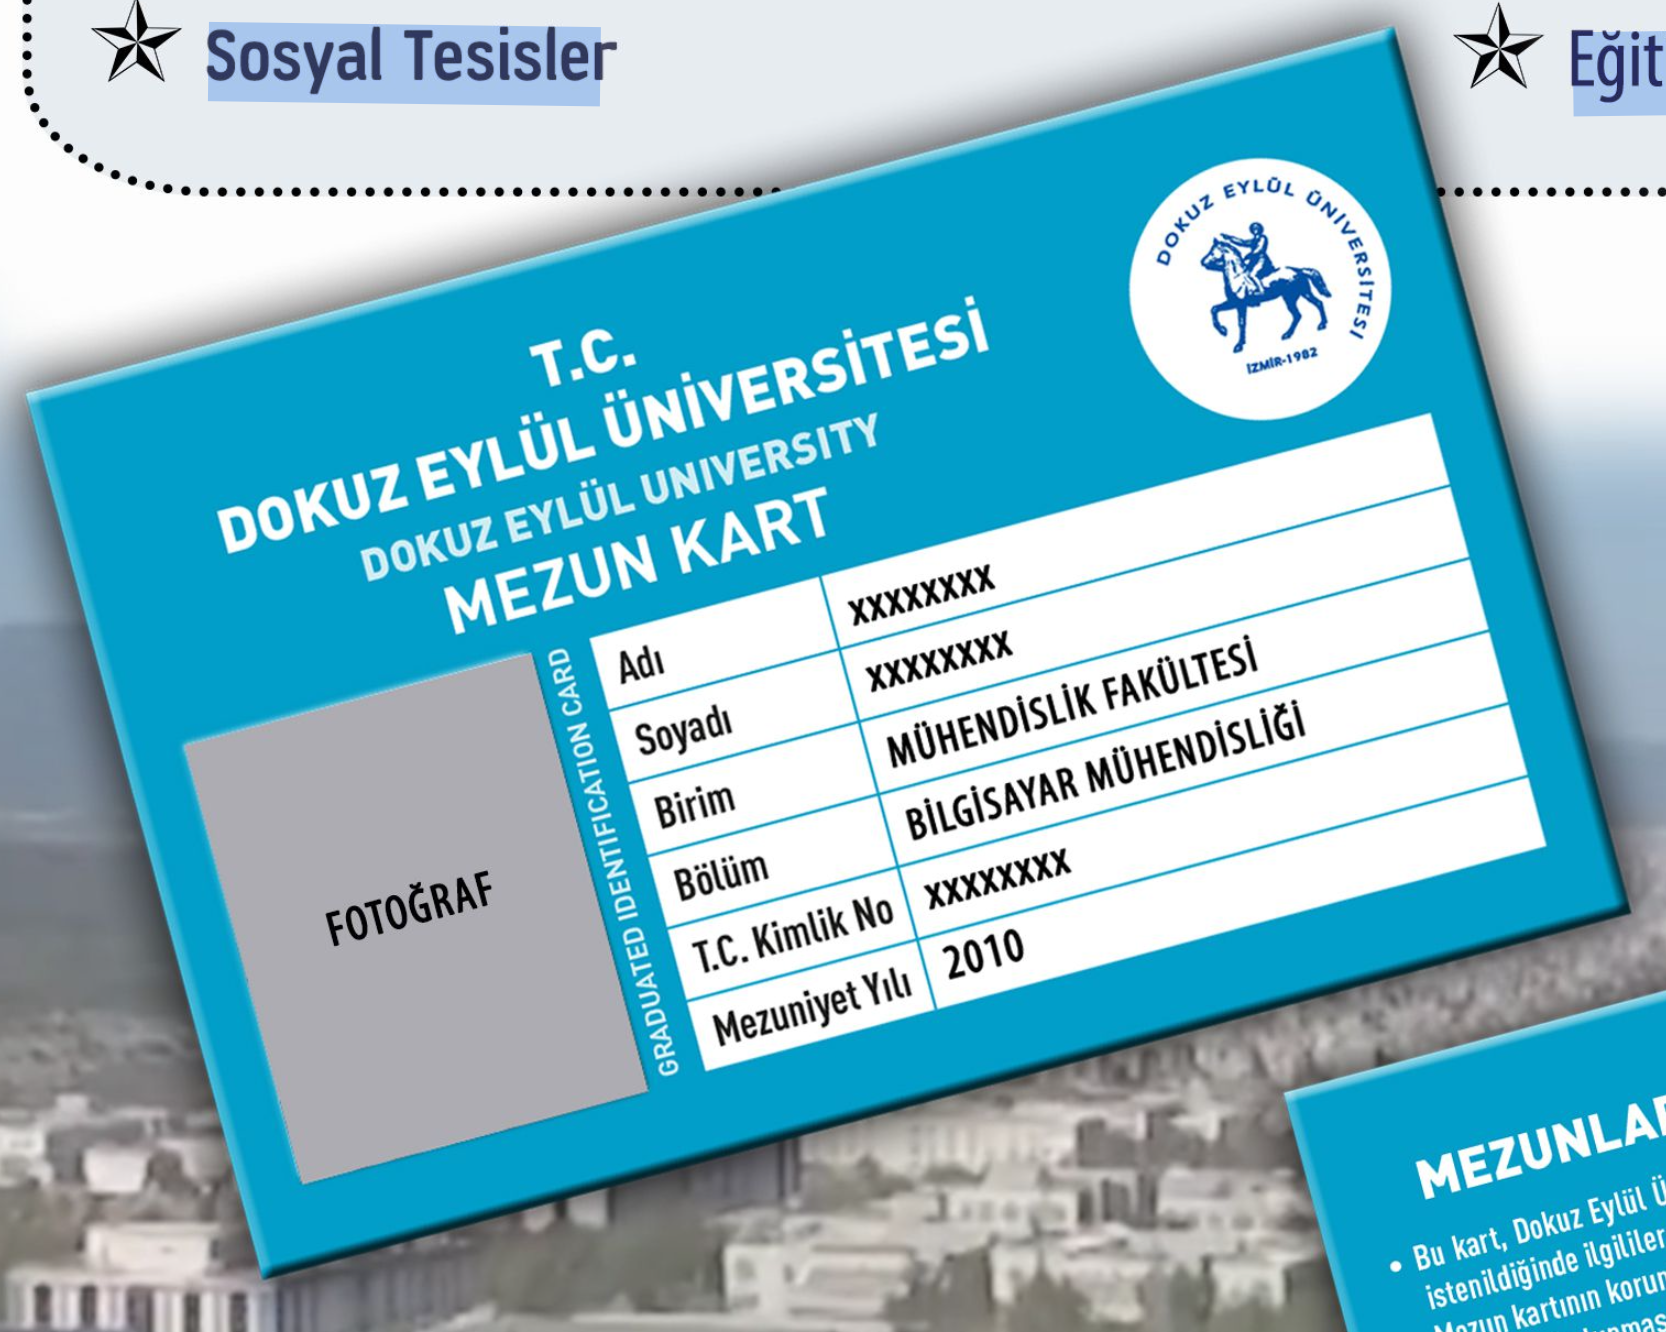 Sosyal Tesisler
Eğit
DOKUZ EYLÜL ÜNİVERSİTESİ
İZMİR-1982
T.C.
DOKUZ EYLÜL ÜNİVERSİTESİ
DOKUZ EYLÜL UNIVERSITY
MEZUN KART
GRADUATED IDENTIFICATION CARD
FOTOĞRAF
Adı XXXXXXXX
Soyadı XXXXXXXX
Birim MÜHENDİSLİK FAKÜLTESİ
Bölüm BİLGİSAYAR MÜHENDİSLİĞİ
T.C. Kimlik No XXXXXXXX
Mezuniyet Yılı 2010
MEZUNLA
• Bu kart, Dokuz Eylül Ü
istenildiğinde ilgililer
Mezun kartının korun